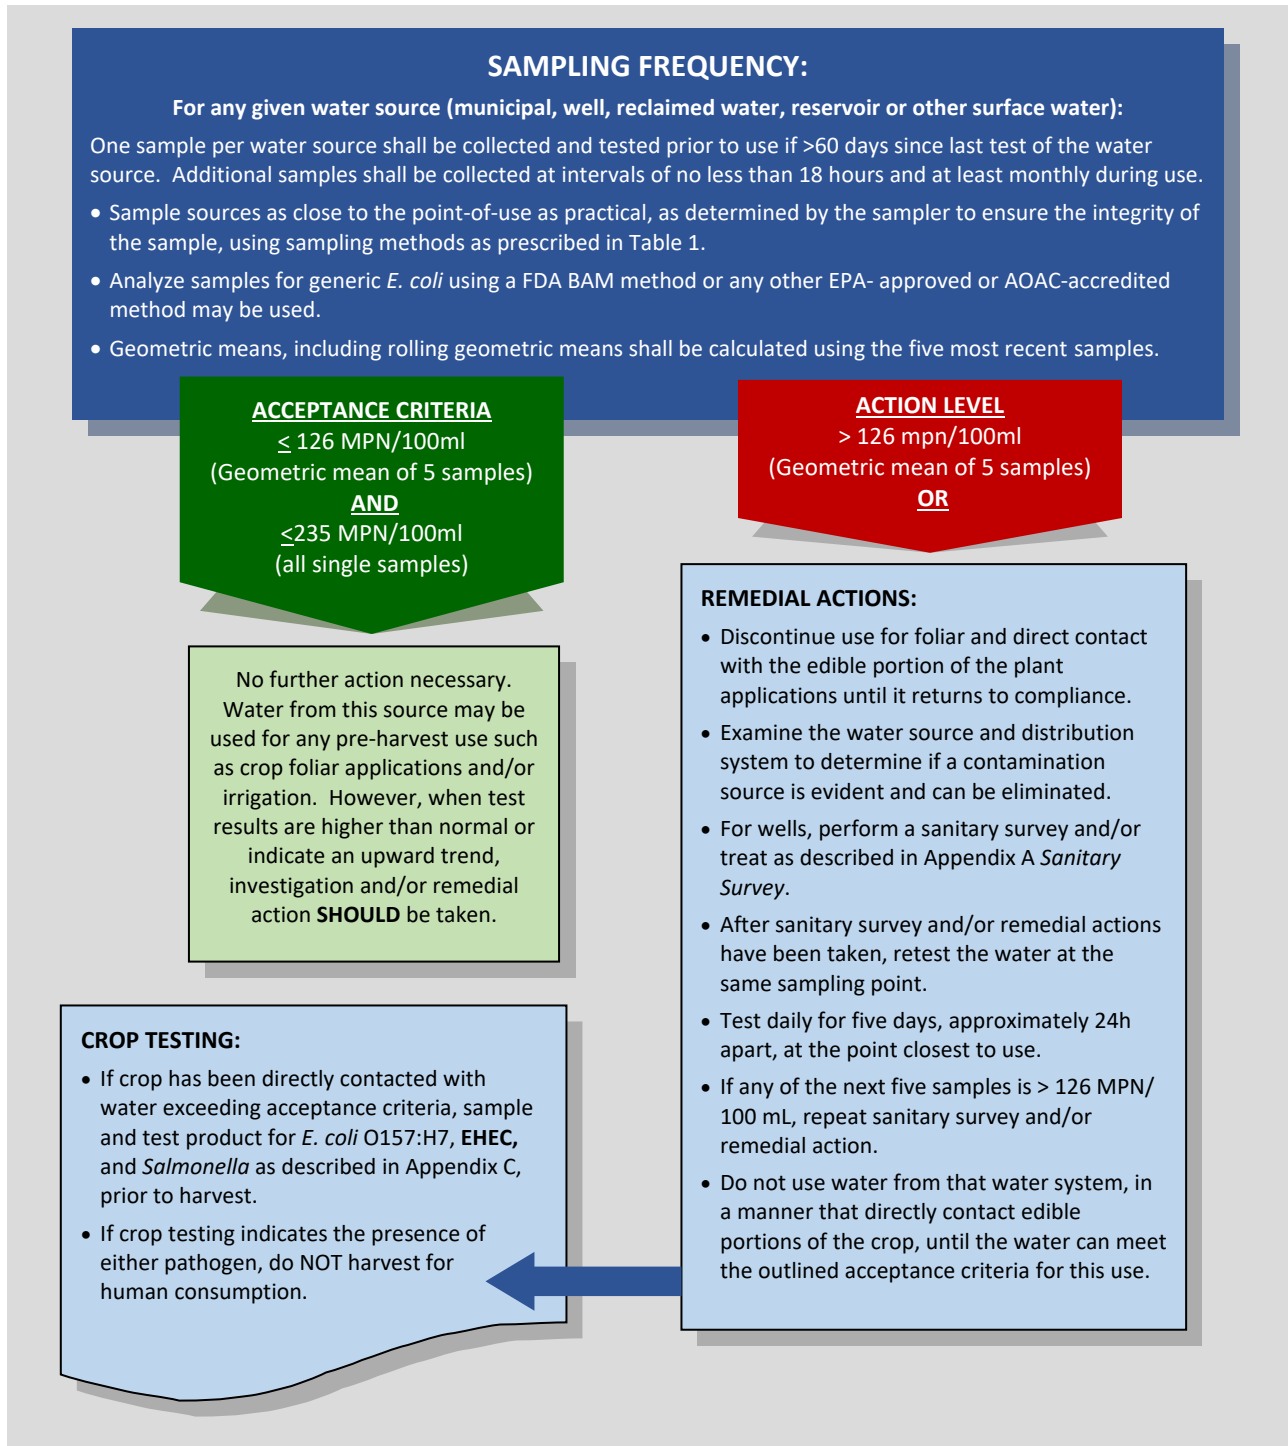 SAMPLING FREQUENCY:
For any given water source (municipal, well, reclaimed water, reservoir or other surface water):
One sample per water source shall be collected and tested prior to use if >60 days since last test of the water
source.  Additional samples shall be collected at intervals of no less than 18 hours and at least monthly during use.
• Sample sources as close to the point-of-use as practical, as determined by the sampler to ensure the integrity of
the sample, using sampling methods as prescribed in Table 1.
• Analyze samples for generic E. coli using a FDA BAM method or any other EPA- approved or AOAC-accredited
method may be used.
• Geometric means, including rolling geometric means shall be calculated using the five most recent samples.
ACCEPTANCE CRITERIA
≤ 126 MPN/100ml
(Geometric mean of 5 samples)
AND
≤235 MPN/100ml
(all single samples)
ACTION LEVEL
> 126 mpn/100ml
(Geometric mean of 5 samples)
OR
No further action necessary.
Water from this source may be
used for any pre-harvest use such
as crop foliar applications and/or
irrigation.  However, when test
results are higher than normal or
indicate an upward trend,
investigation and/or remedial
action SHOULD be taken.
REMEDIAL ACTIONS:
• Discontinue use for foliar and direct contact
with the edible portion of the plant
applications until it returns to compliance.
• Examine the water source and distribution
system to determine if a contamination
source is evident and can be eliminated.
• For wells, perform a sanitary survey and/or
treat as described in Appendix A Sanitary
Survey.
• After sanitary survey and/or remedial actions
have been taken, retest the water at the
same sampling point.
• Test daily for five days, approximately 24h
apart, at the point closest to use.
• If any of the next five samples is > 126 MPN/
100 mL, repeat sanitary survey and/or
remedial action.
• Do not use water from that water system, in
a manner that directly contact edible
portions of the crop, until the water can meet
the outlined acceptance criteria for this use.
CROP TESTING:
• If crop has been directly contacted with
water exceeding acceptance criteria, sample
and test product for E. coli O157:H7, EHEC,
and Salmonella as described in Appendix C,
prior to harvest.
• If crop testing indicates the presence of
either pathogen, do NOT harvest for
human consumption.